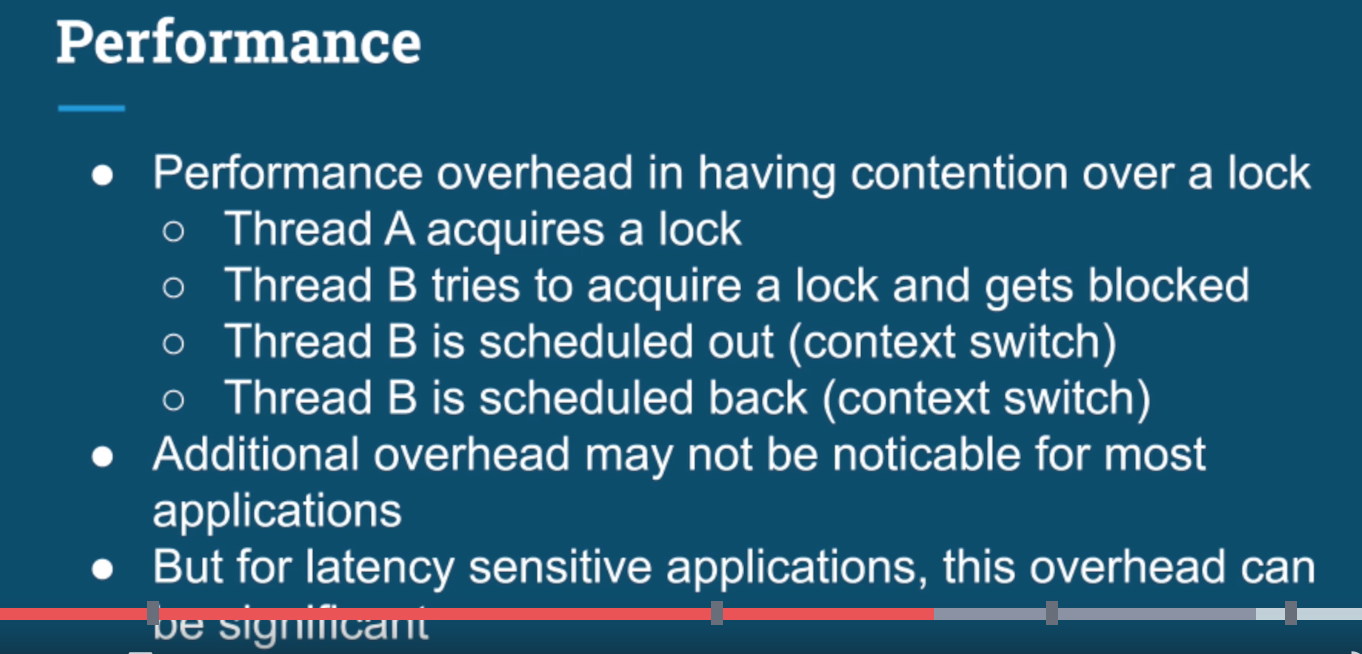 Performance
● Performance overhead in having contention over a lock
○ Thread A acquires a lock
○ Thread B tries to acquire a lock and gets blocked
○ Thread B is scheduled out (context switch)
○ Thread B is scheduled back (context switch)
● Additional overhead may not be noticable for most
applications
● But for latency sensitive applications, this overhead can
be significant